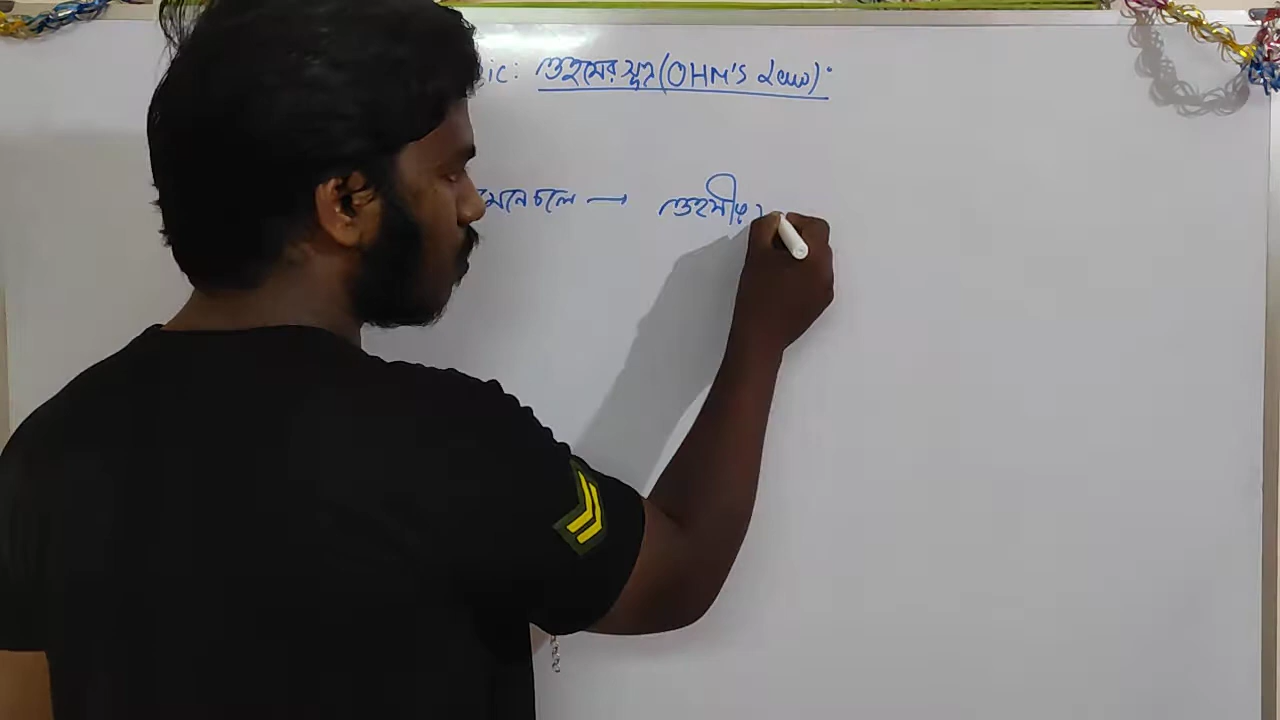 ic: ওহমের সূত্র (OHM'S Law):
মেনে চলে → ওহমীয়